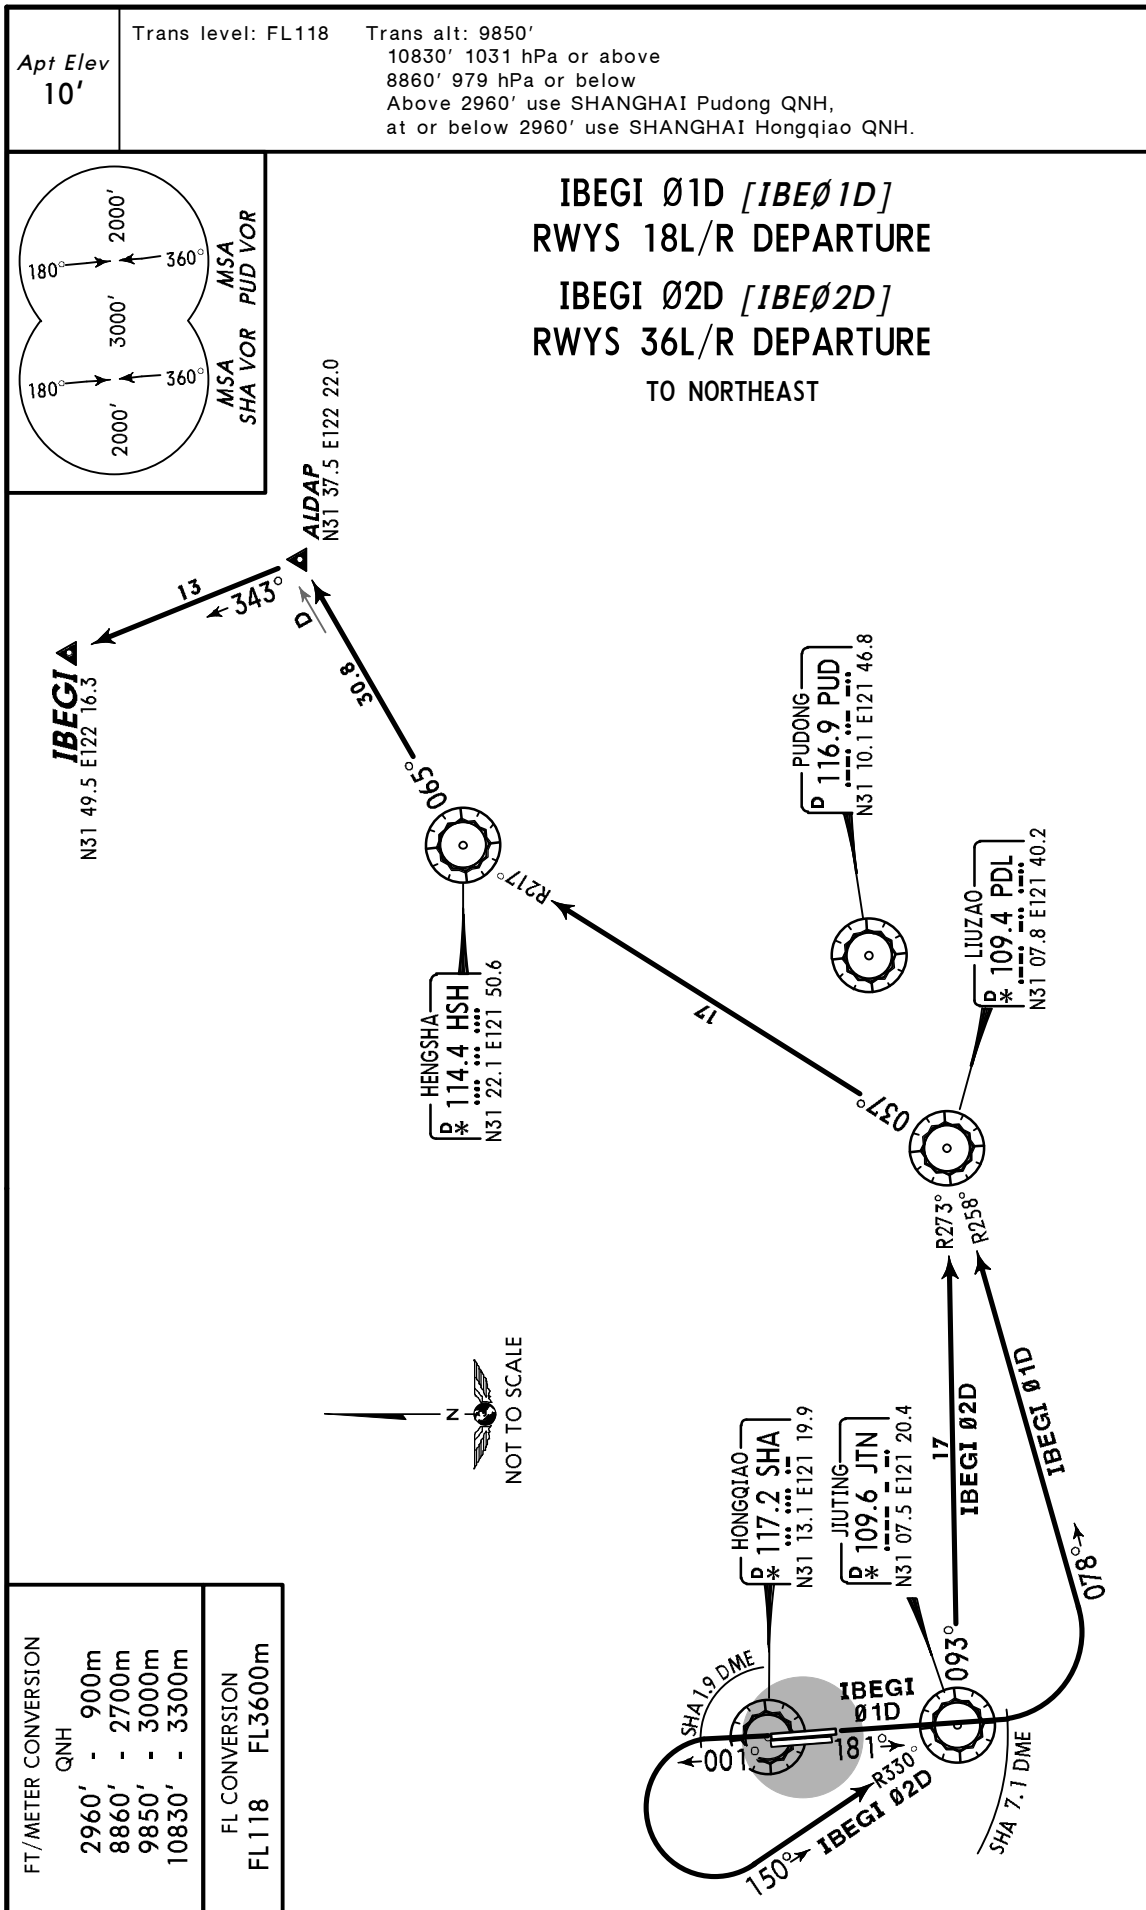 Apt Elev
10'
Trans level: FL118 Trans alt: 9850'
10830' 1031 hPa or above
8860' 979 hPa or below
Above 2960' use SHANGHAI Pudong QNH,
at or below 2960' use SHANGHAI Hongqiao QNH.
IBEGI Ø1D [IBEØ1D]
RWYS 18L/R DEPARTURE
IBEGI Ø2D [IBEØ2D]
RWYS 36L/R DEPARTURE
TO NORTHEAST
MSA
PUD VOR
2000'
180°
360°
3000'
MSA
SHA VOR
180°
360°
2000'
ALDAP
N31 37.5 E122 22.0
13
343°
IBEGI
N31 49.5 E122 16.3
D
30.8
065°
HENGSHA
D
* 114.4 HSH
N31 22.1 E121 50.6
R217°
17
037°
PUDONG
D
116.9 PUD
N31 10.1 E121 46.8
LIUZAO
D
* 109.4 PDL
N31 07.8 E121 40.2
R273°
R258°
17
IBEGI Ø2D
IBEGI Ø1D
093°
078°
N
NOT TO SCALE
HONGQIAO
D
* 117.2 SHA
N31 13.1 E121 19.9
JIUTING
D
* 109.6 JTN
N31 07.5 E121 20.4
SHA 1.9 DME
001°
IBEGI
Ø1D
181°
R330°
150°
IBEGI Ø2D
SHA 7.1 DME
FT/METER CONVERSION
QNH
2960' - 900m
8860' - 2700m
9850' - 3000m
10830' - 3300m
FL CONVERSION
FL118 FL3600m